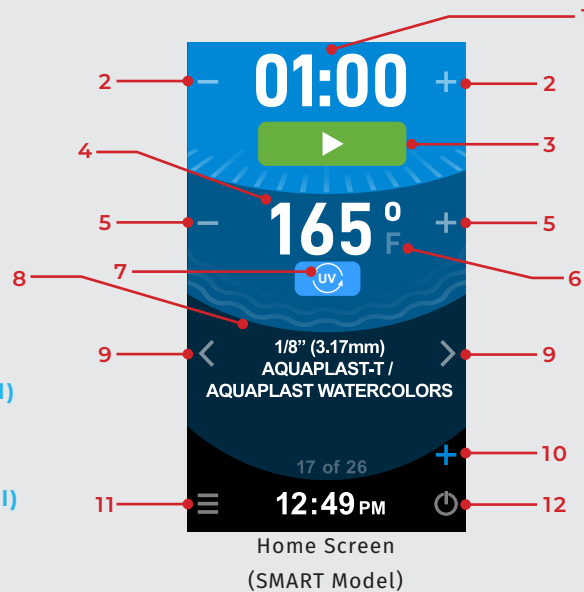 2
01:00
2
3
4
5
165°
F
5
6
7
UV
8
9
1/8” (3.17mm)
AQUAPLAST-T /
AQUAPLAST WATERCOLORS
9
10
17 of 26
11
12:49 PM
12
Home Screen
(SMART Model)